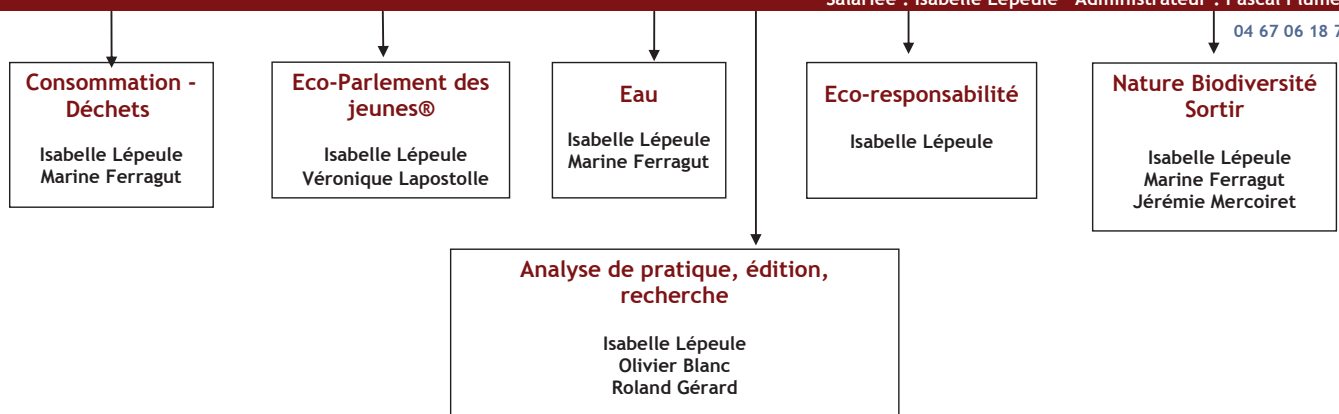 Salariée : Isabelle Lépeule Administrateur : Pascal
04 67 06 18
Consommation -
Déchets
Isabelle Lépeule
Marine Ferragut
Eco-Parlement des
jeunes®
Isabelle Lépeule
Véronique Lapostolle
Eau
Isabelle Lépeule
Marine Ferragut
Eco-responsabilité
Isabelle Lépeule
Nature Biodiversité
Sortir
Isabelle Lépeule
Marine Ferragut
Jérémie Mercoiret
Analyse de pratique, édition,
recherche
Isabelle Lépeule
Olivier Blanc
Roland Gérard